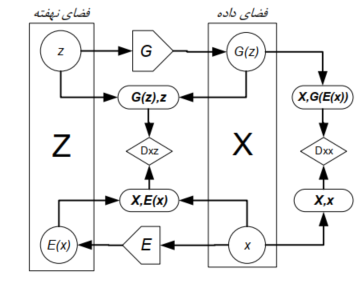 فضای نهفته
فضای داده
z
G
G(z)
G(z),z
X,G(E(x))
Z
Dxz
X
Dxx
X,E(x)
X,x
E(x)
E
x